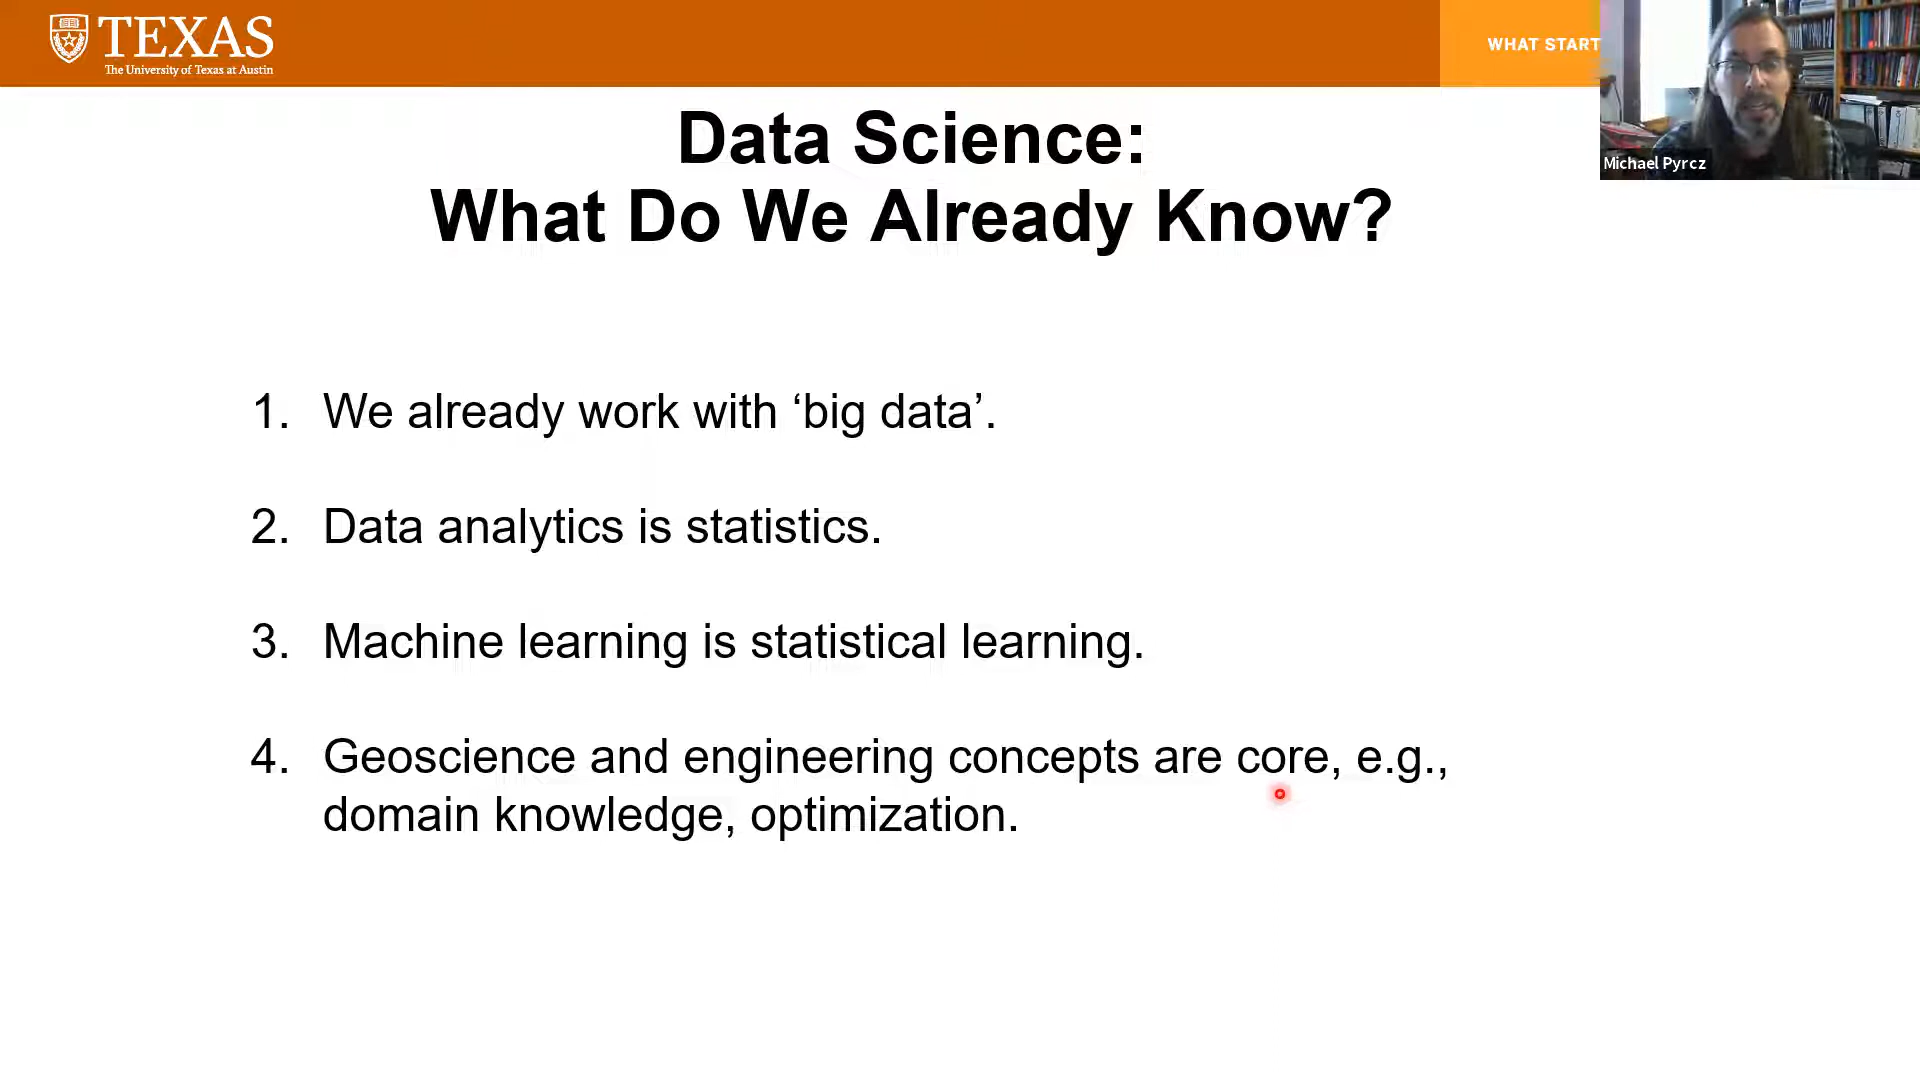 TEXAS
The University of Texas at Austin
WHAT START
Michael Pyrcz
Data Science:
What Do We Already Know?
1. We already work with ‘big data’.
2. Data analytics is statistics.
3. Machine learning is statistical learning.
4. Geoscience and engineering concepts are core, e.g.,
domain knowledge, optimization.